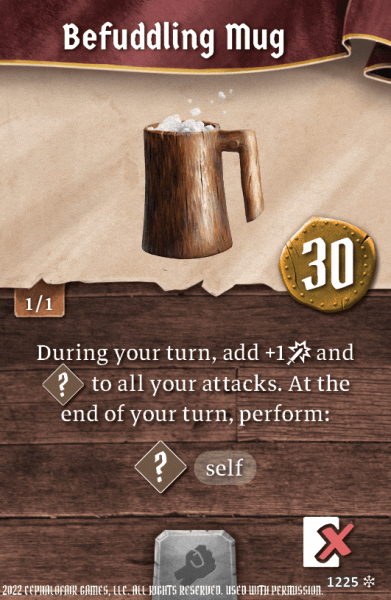 Befuddling Mug
30
1/1
During your turn, add +1 and
? to all your attacks. At the
end of your turn, perform:
? self
1225
2022 CEPHALOFAIR GAMES, LLC. ALL RIGHTS RESERVED. USED WITH PERMISSION.